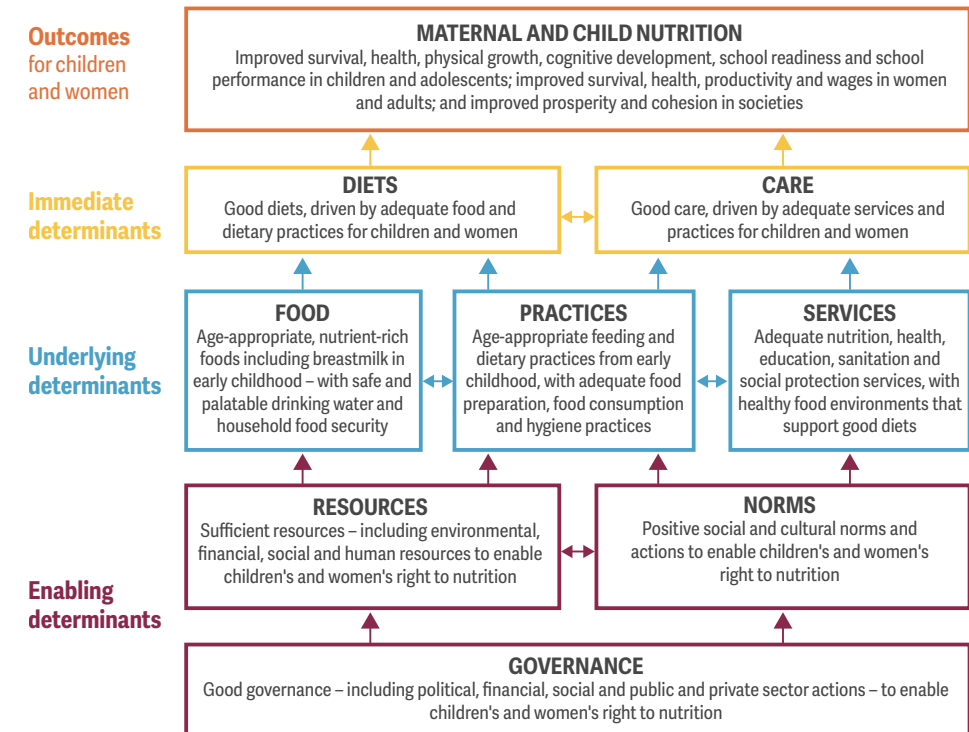 Outcomes
for children
and women
MATERNAL AND CHILD NUTRITION
Improved survival, health, physical growth, cognitive development, school readiness and school
performance in children and adolescents; improved survival, health, productivity and wages in women
and adults; and improved prosperity and cohesion in societies
Immediate
determinants
DIETS
Good diets, driven by adequate food and
dietary practices for children and women
CARE
Good care, driven by adequate services and
practices for children and women
Underlying
determinants
FOOD
Age-appropriate, nutrient-rich
foods including breastmilk in
early childhood – with safe and
palatable drinking water and
household food security
PRACTICES
Age-appropriate feeding and
dietary practices from early
childhood, with adequate food
preparation, food consumption
and hygiene practices
SERVICES
Adequate nutrition, health,
education, sanitation and
social protection services, with
healthy food environments that
support good diets
Enabling
determinants
RESOURCES
Sufficient resources – including environmental,
financial, social and human resources to enable
children's and women's right to nutrition
NORMS
Positive social and cultural norms and
actions to enable children's and women's
right to nutrition
GOVERNANCE
Good governance – including political, financial, social and public and private sector actions – to enable
children's and women's right to nutrition